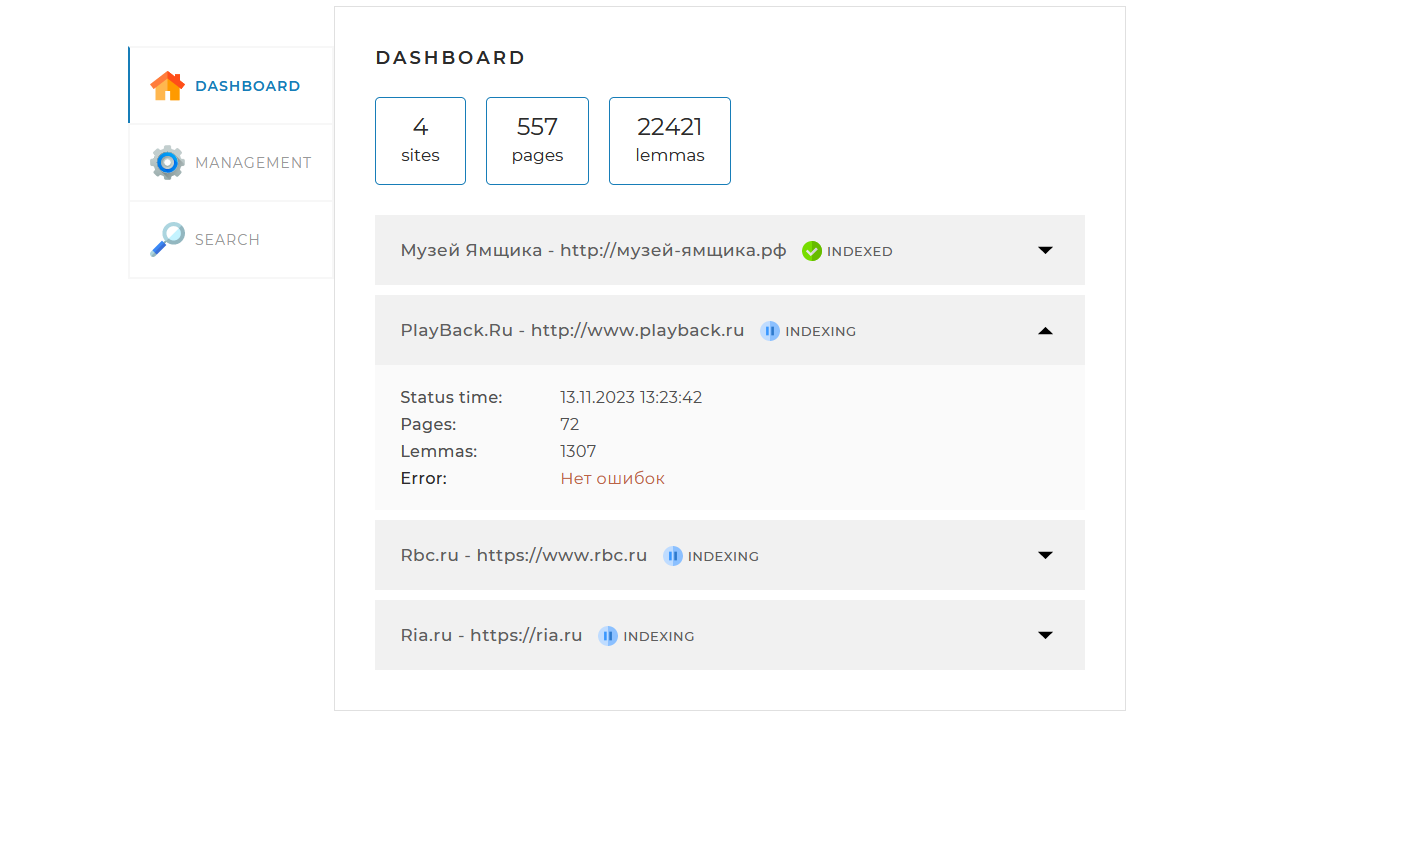 DASHBOARD
MANAGEMENT
SEARCH
DASHBOARD
4
sites
557
pages
22421
lemmas
Музей Ямщика - http://музей-ямщика.рф INDEXED
PlayBack.Ru - http://www.playback.ru INDEXING
Status time: 13.11.2023 13:23:42
Pages: 72
Lemmas: 1307
Error: Нет ошибок
Rbc.ru - https://www.rbc.ru INDEXING
Ria.ru - https://ria.ru INDEXING